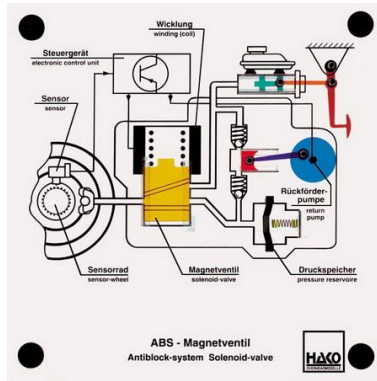 Wicklung
winding (coil)
Steuergerät
electronic control unit
Sensor
sensor
Rückförder-
pumpe
return
pump
Sensorrad
sensor-wheel
Magnetventil
solenoid-valve
Druckspeicher
pressure reservoire
ABS - Magnetventil
Antiblock-system Solenoid-valve
HAKO